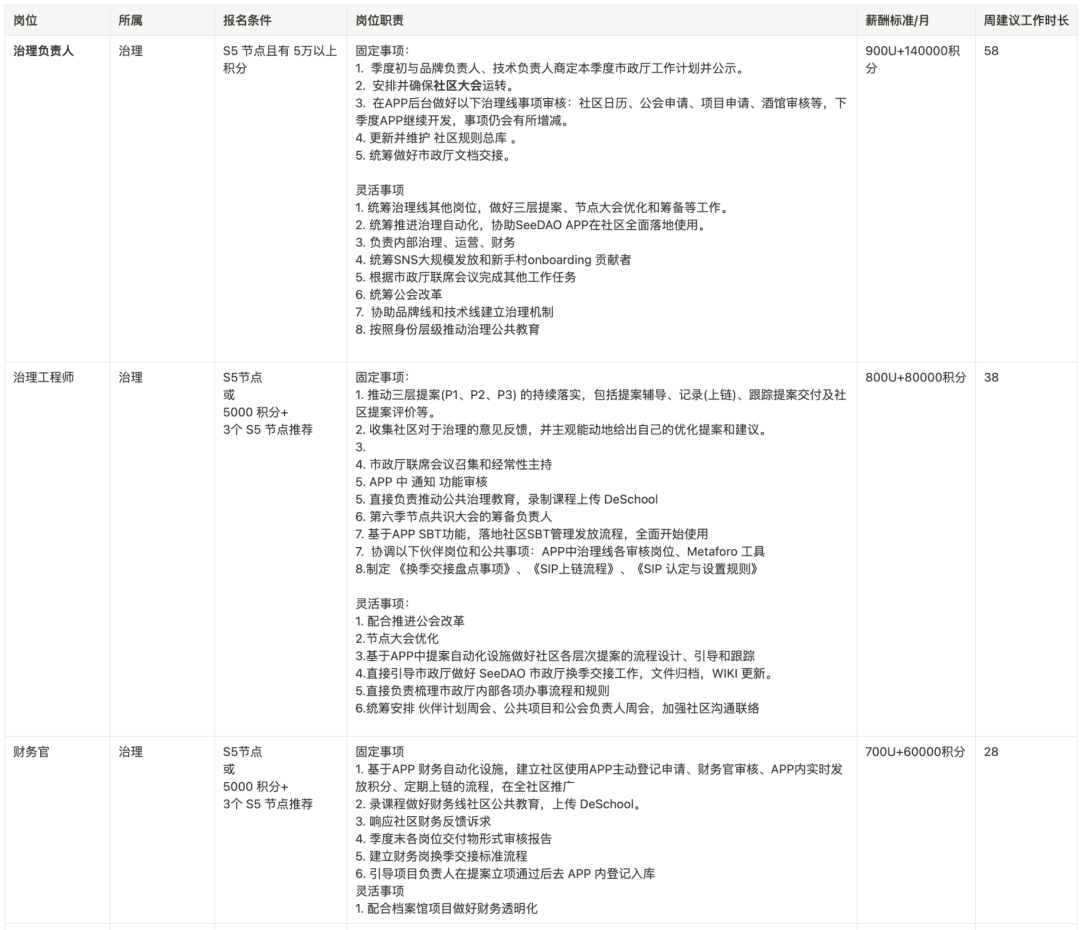 岗位 所属 报名条件 岗位职责 薪酬标准/月 周建议工作时长
治理负责人
治理
S5 节点且有 5万以上
积分
固定事项：
1. 季度初与品牌负责人、技术负责人商定本季度市政厅工作计划并公示。
2. 安排并确保社区大会运转。
3. 在APP后台做好以下治理线事项审核：社区日历、公会申请、项目申请、酒馆审核等，下
季度APP继续开发，事项仍会有所增减。
4. 更新并维护 社区规则总库 。
5. 统筹做好市政厅文档交接。
灵活事项
1. 统筹治理线其他岗位，做好三层提案、节点大会优化和筹备等工作。
2. 统筹推进治理自动化，协助SeeDAO APP在社区全面落地使用。
3. 负责内部治理、运营、财务
4. 统筹SNS大规模发放和新手村onboarding 贡献者
5. 根据市政厅联席会议完成其他工作任务
6. 统筹公会改革
7. 协助品牌线和技术线建立治理机制
8. 按照身份层级推动治理公共教育
900U+140000积
分
58
治理工程师
治理
S5节点
或
5000 积分+
3个 S5 节点推荐
固定事项：
1. 推动三层提案(P1、P2、P3) 的持续落实，包括提案辅导、记录(上链)、跟踪提案交付及社
区提案评价等。
2. 收集社区对于治理的意见反馈，并主观能动地给出自己的优化提案和建议。
3.
4. 市政厅联席会议召集和经常性主持
5. APP 中 通知 功能审核
5. 直接负责推动公共治理教育，录制课程上传 DeSchool
6. 第六季节点共识大会的筹备负责人
7. 基于APP SBT功能，落地社区SBT管理发放流程，全面开始使用
7. 协调以下伙伴岗位和公共事项：APP中治理线各审核岗位、Metaforo 工具
8.制定 《换季交接盘点事项》、《SIP上链流程》、《SIP 认定与设置规则》
灵活事项：
1. 配合推进公会改革
2.节点大会优化
3.基于APP中提案自动化设施做好社区各层次提案的流程设计、引导和跟踪
4.直接引导市政厅做好 SeeDAO 市政厅换季交接工作，文件归档，WIKI 更新。
5.直接负责梳理市政厅内部各项办事流程和规则
6.统筹安排 伙伴计划周会、公共项目和公会负责人周会，加强社区沟通联络
800U+80000积分
38
财务官
治理
S5节点
或
5000 积分+
3个 S5 节点推荐
固定事项
1. 基于APP 财务自动化设施，建立社区使用APP主动登记申请、财务官审核、APP内实时发
放积分、定期上链的流程，在全社区推广
2. 录课程做好财务线社区公共教育，上传 DeSchool。
3. 响应社区财务反馈诉求
4. 季度末各岗位交付物形式审核报告
5. 建立财务岗换季交接标准流程
6. 引导项目负责人在提案立项通过后去 APP 内登记入库
灵活事项
1. 配合档案馆项目做好财务透明化
700U+60000积分
28